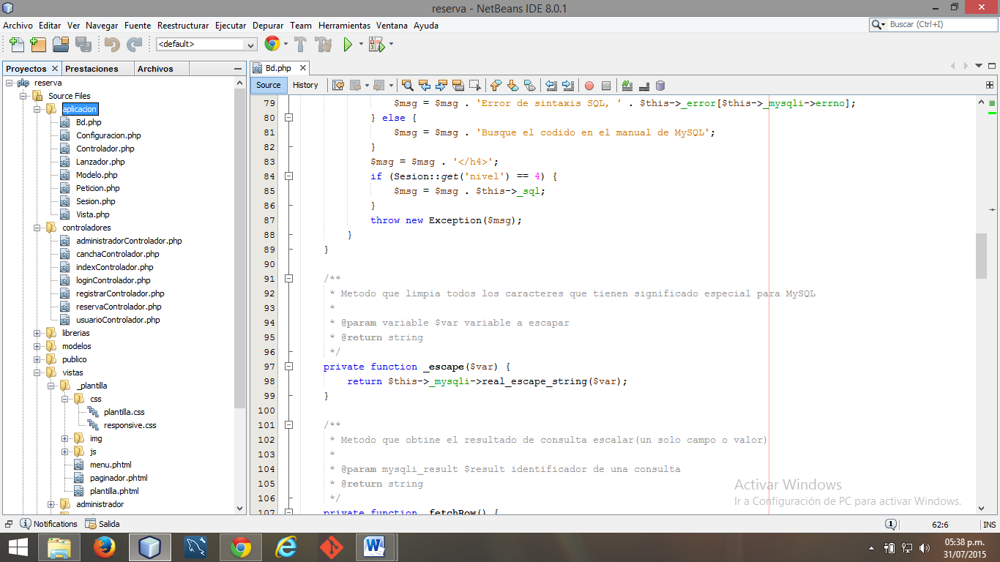 reserva - NetBeans IDE 8.0.1
Archivo Editar Ver Navegar Fuente Reestructurar Ejecutar Depurar Team Herramientas Ventana Ayuda
Buscar (Ctrl+I)
<default>
Proyectos Prestaciones Archivos
reserva
Source Files
aplicacion
Bd.php
Configuracion.php
Controlador.php
Lanzador.php
Modelo.php
Peticion.php
Sesion.php
Vista.php
controladores
administradorControlador.php
canchaControlador.php
indexControlador.php
loginControlador.php
registrarControlador.php
reservaControlador.php
usuarioControlador.php
librerias
modelos
publico
vistas
_plantilla
css
plantilla.css
responsive.css
img
js
menu.phtml
paginador.phtml
plantilla.phtml
administrador
Bd.php
Source History
79 $msg = $msg . 'Error de sintaxis SQL, ' . $this->_error[$this->_mysqli->errno];
80 } else {
81 $msg = $msg . 'Busque el codido en el manual de MySQL';
82 }
83 $msg = $msg . '</h4>';
84 if (Sesion::get('nivel') == 4) {
85 $msg = $msg . $this->_sql;
86 }
87 throw new Exception($msg);
88 }
89 }
90
91 /**
92 * Metodo que limpia todos los caracteres que tienen significado especial para MySQL
93 *
94 * @param variable $var variable a escapar
95 * @return string
96 */
97 private function _escape($var) {
98 return $this->_mysqli->real_escape_string($var);
99 }
100
101 /**
102 * Metodo que obtine el resultado de consulta escalar(un solo campo o valor)
103 *
104 * @param mysqli_result $result identificador de una consulta
105 * @return string
106 */
107 private function _fetchRow() {
Activar Windows
Ir a Configuración de PC para activar Windows.
Notifications Salida
1
62:6 INS
05:38 p.m.
31/07/2015